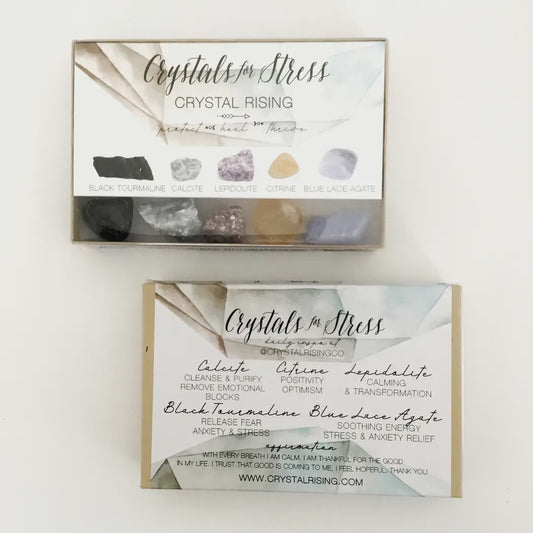 Crystals for Stress
CRYSTAL RISING
protect heal thrive
BLACK TOURMALINE CALCITE LEPIDOLITE CITRINE BLUE LACE AGATE
Crystals for Stress
daily inspo at
@CRYSTALRISINGCO
Calcite Citrine Lepidolite
CLEANSE & PURIFY POSITIVITY CALMING
REMOVE EMOTIONAL OPTIMISM & TRANSFORMATION
BLOCKS
Black Tourmaline Blue Lace Agate
RELEASE FEAR SOOTHING ENERGY
ANXIETY & STRESS STRESS & ANXIETY RELIEF
affirmation
WITH EVERY BREATH I AM CALM. I AM THANKFUL FOR THE GOOD
IN MY LIFE. I TRUST THAT GOOD IS COMING TO ME, I FEEL HOPEFUL. THANK YOU.
WWW.CRYSTALRISING.COM